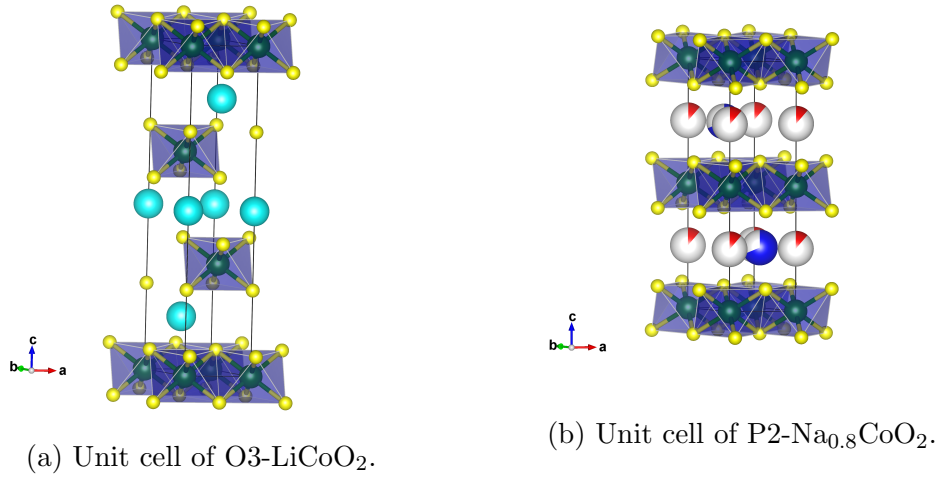 c
b
a
c
b
a
(a) Unit cell of O3-LiCoO₂.
(b) Unit cell of P2-Na₀.₈CoO₂.